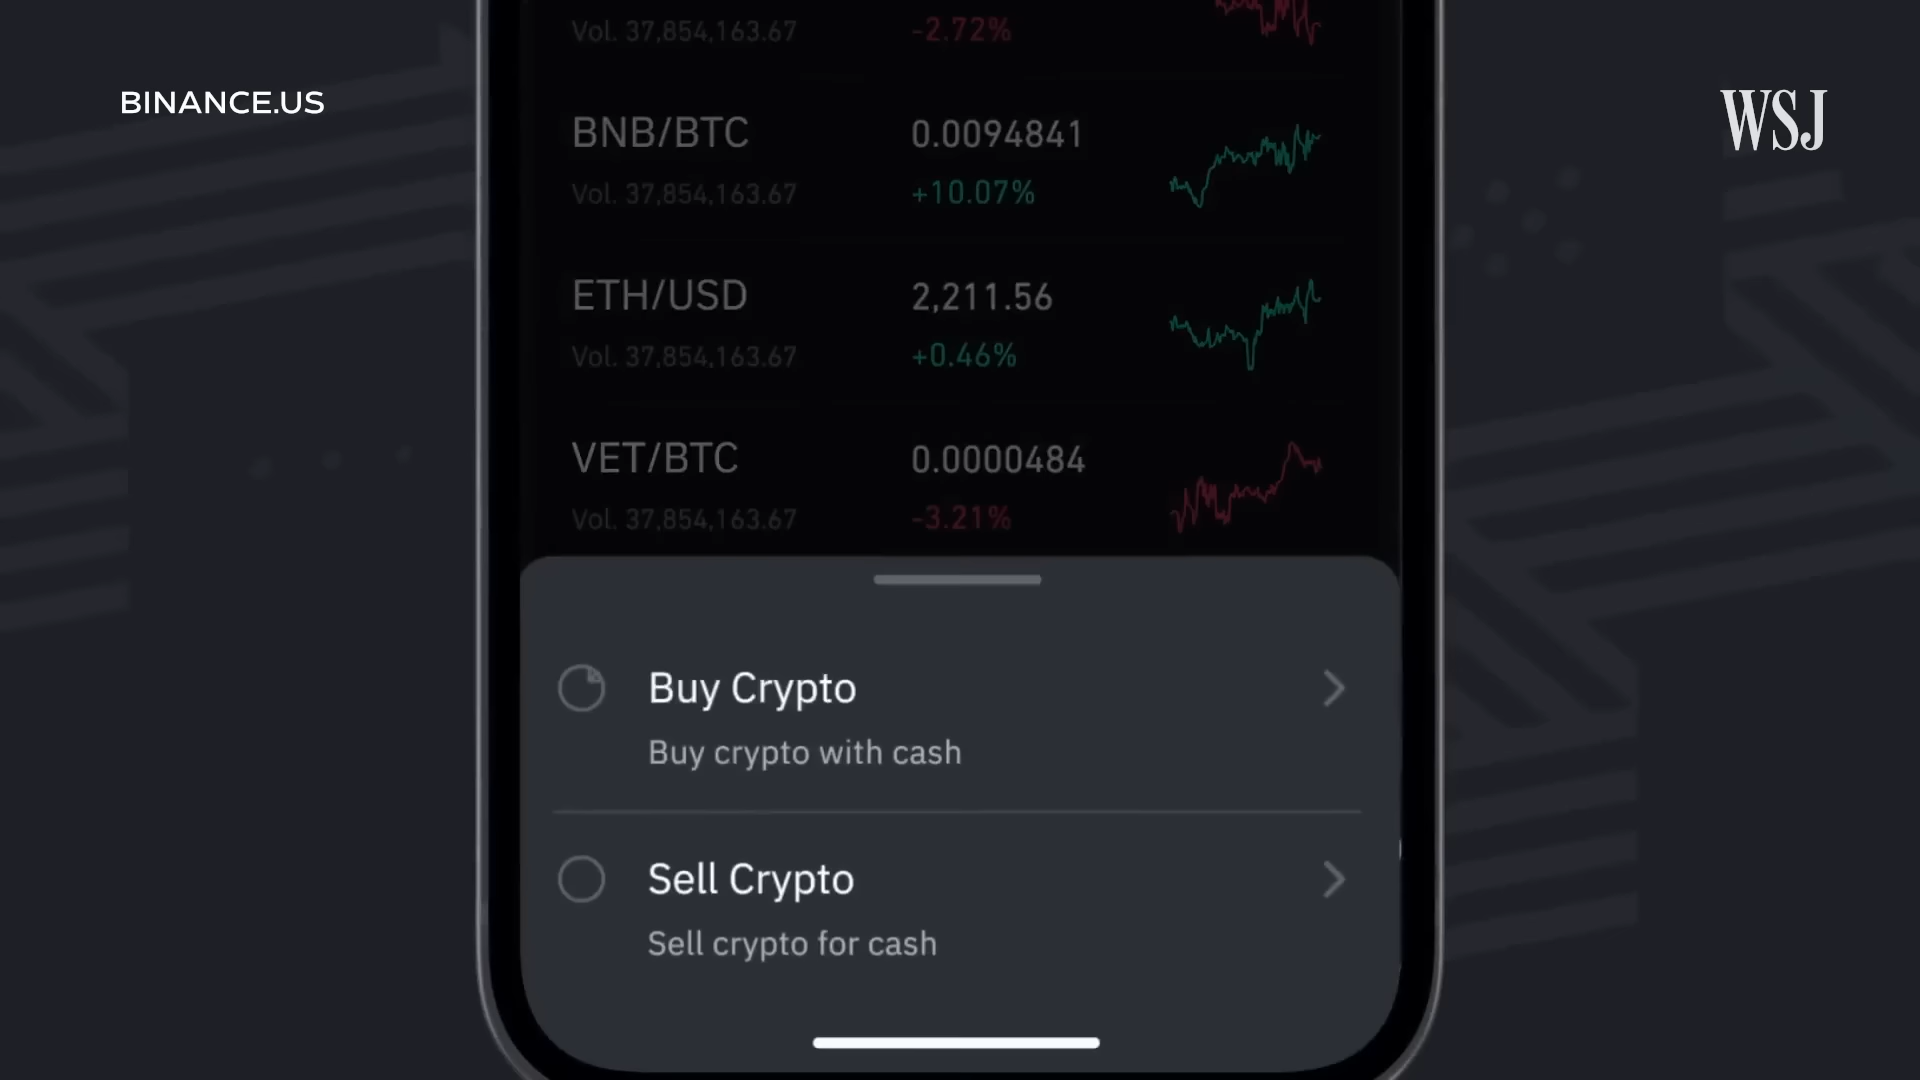 BINANCE.US
WSJ
Vol. 37,854,163.67 -2.72%
BNB/BTC 0.0094841
Vol. 37,854,163.67 +10.07%
ETH/USD 2,211.56
Vol. 37,854,163.67 +0.46%
VET/BTC 0.0000484
Vol. 37,854,163.67 -3.21%
Buy Crypto
Buy crypto with cash
Sell Crypto
Sell crypto for cash